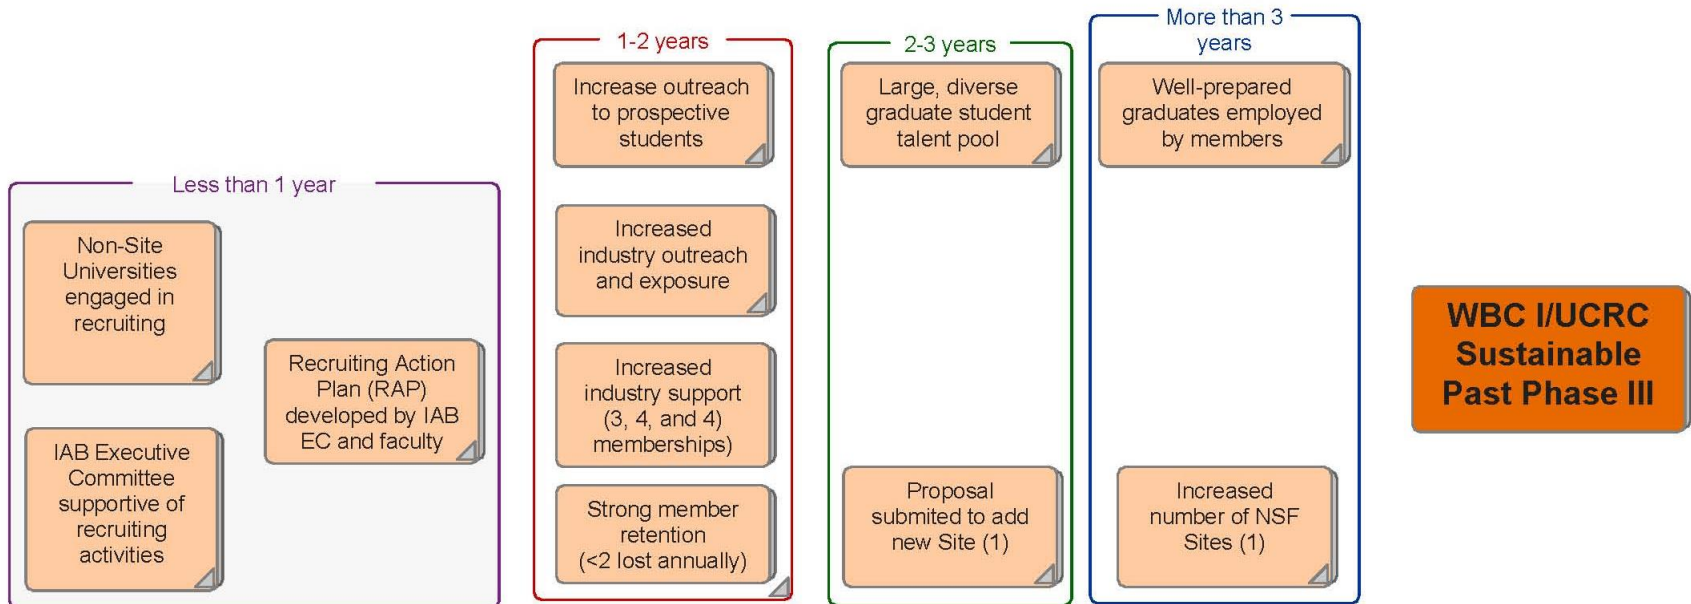 Less than 1 year
Non-Site
Universities
engaged in
recruiting
IAB Executive
Committee
supportive of
recruiting
activities
Recruiting Action
Plan (RAP)
developed by IAB
EC and faculty
1-2 years
Increase outreach
to prospective
students
Increased
industry outreach
and exposure
Increased
industry support
(3, 4, and 4)
memberships)
Strong member
retention
(<2 lost annually)
2-3 years
Large, diverse
graduate student
talent pool
Proposal
submited to add
new Site (1)
More than 3
years
Well-prepared
graduates employed
by members
Increased
number of NSF
Sites (1)
WBC I/UCRC
Sustainable
Past Phase III